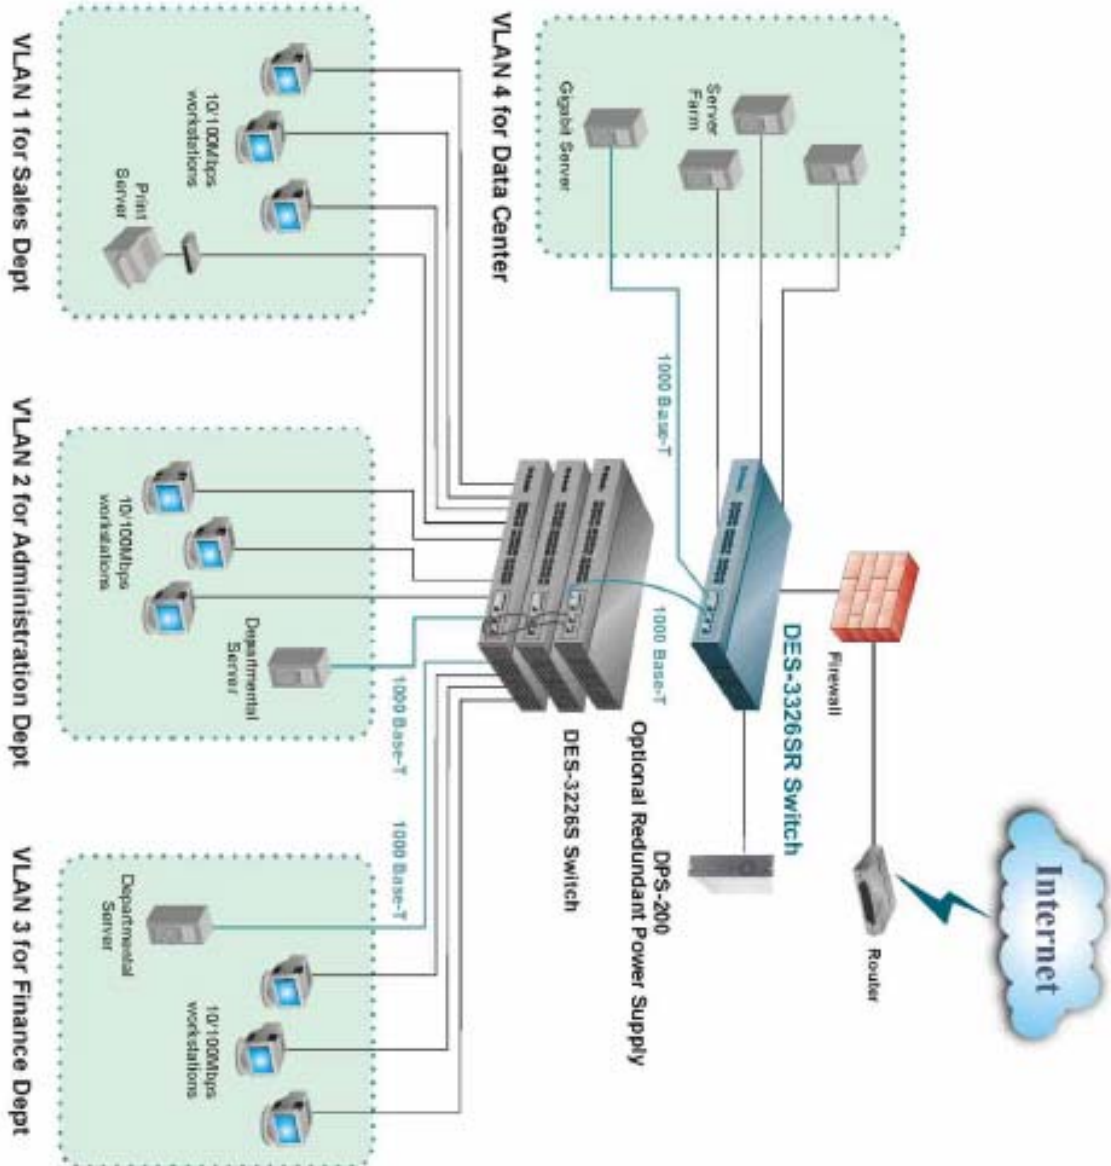 Internet
Router
Firewall
DES-3326SR Switch
DPS-200
Optional Redundant Power Supply
1000 Base-T
1000 Base-T
DES-3226S Switch
Server
Farm
Gigabit Server
VLAN 4 for Data Center
10/100Mbps
workstations
Print
Server
VLAN 1 for Sales Dept
10/100Mbps
workstations
Departmental
Server
1000 Base-T
VLAN 2 for Administration Dept
1000 Base-T
Departmental
Server
10/100Mbps
workstations
VLAN 3 for Finance Dept